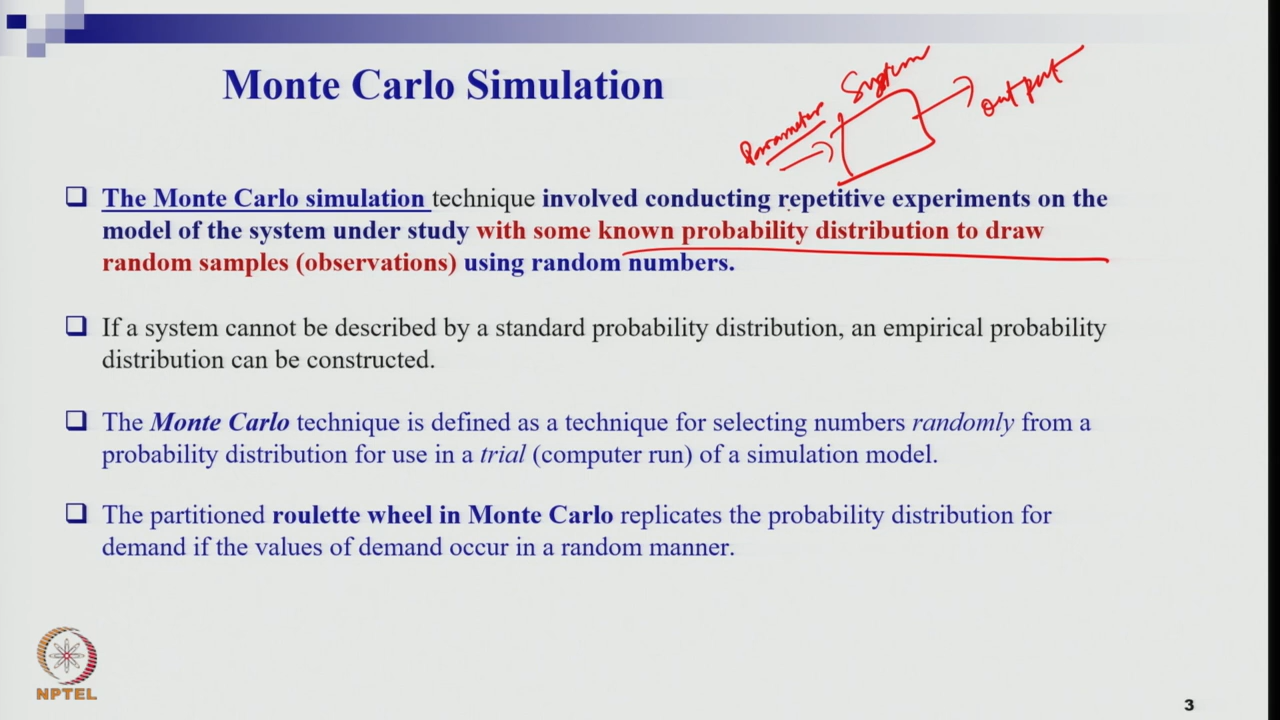 Monte Carlo Simulation
Parameter
System
output
The Monte Carlo simulation technique involved conducting repetitive experiments on the
model of the system under study with some known probability distribution to draw
random samples (observations) using random numbers.
If a system cannot be described by a standard probability distribution, an empirical probability
distribution can be constructed.
The Monte Carlo technique is defined as a technique for selecting numbers randomly from a
probability distribution for use in a trial (computer run) of a simulation model.
The partitioned roulette wheel in Monte Carlo replicates the probability distribution for
demand if the values of demand occur in a random manner.
NPTEL
3